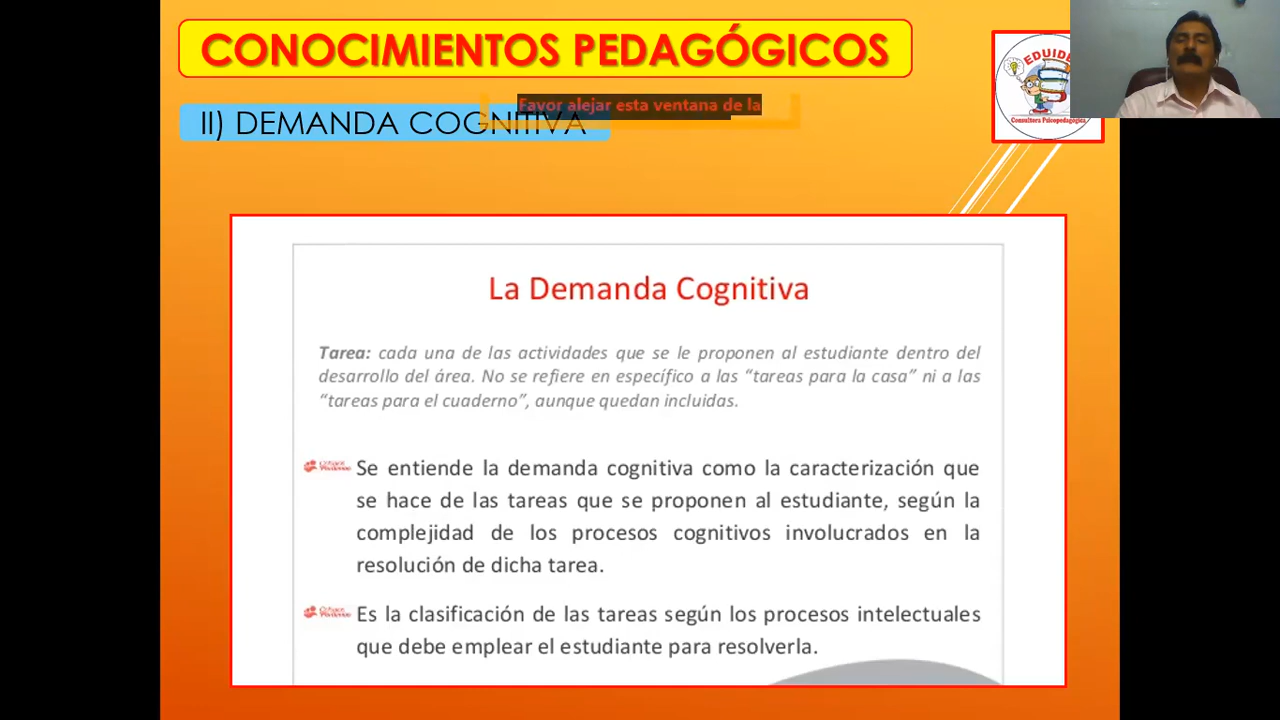 CONOCIMIENTOS PEDAGÓGICOS
II) DEMANDA COGNITIVA
Favor alejar esta ventana de la
Consultora Psicopedagógica
La Demanda Cognitiva
Tarea: cada una de las actividades que se le proponen al estudiante dentro del
desarrollo del área. No se refiere en específico a las “tareas para la casa” ni a las
“tareas para el cuaderno”, aunque quedan incluidas.
Se entiende la demanda cognitiva como la caracterización que
se hace de las tareas que se proponen al estudiante, según la
complejidad de los procesos cognitivos involucrados en la
resolución de dicha tarea.
Es la clasificación de las tareas según los procesos intelectuales
que debe emplear el estudiante para resolverla.